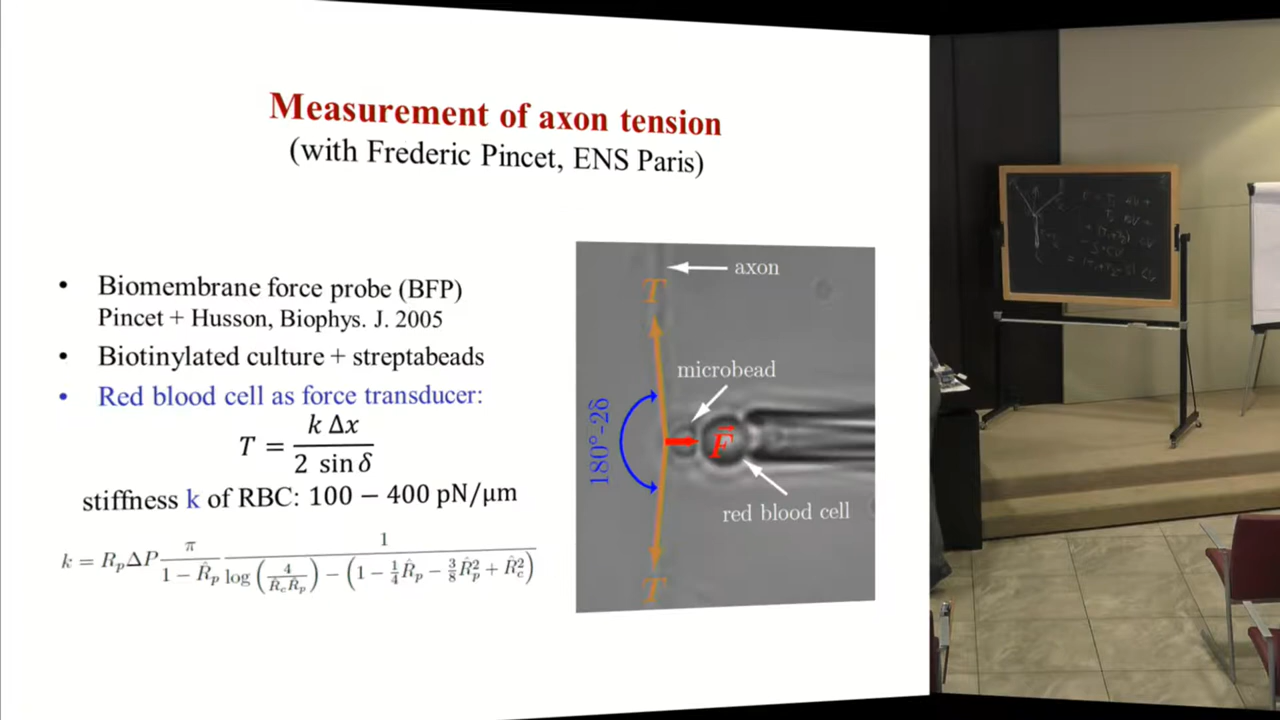 Measurement of axon tension
(with Frederic Pincet, ENS Paris)
• Biomembrane force probe (BFP)
Pincet + Husson, Biophys. J. 2005
• Biotinylated culture + streptabeads
• Red blood cell as force transducer:
T = k Δx / 2 sin δ
stiffness k of RBC: 100 − 400 pN/μm
k = R_p ΔP π / (1 − R̂_p) 1 / (log(4 / (R̂_c R̂_p)) − (1 − 1/4 R̂_p − 3/8 R̂_p² + R̂_c²))
axon
T
microbead
180°-2δ
F⃗
red blood cell
T